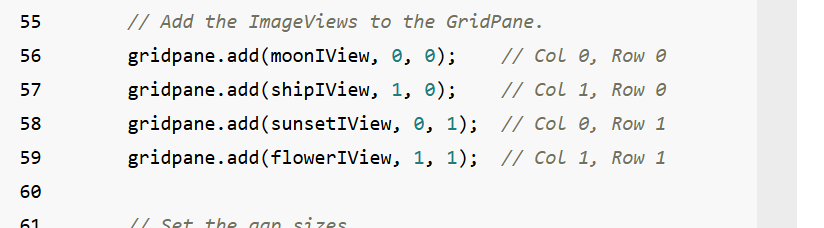 55 // Add the ImageViews to the GridPane.
56 gridpane.add(moonIView, 0, 0); // Col 0, Row 0
57 gridpane.add(shipIView, 1, 0); // Col 1, Row 0
58 gridpane.add(sunsetIView, 0, 1); // Col 0, Row 1
59 gridpane.add(flowerIView, 1, 1); // Col 1, Row 1
60
61 // Set the gap sizes